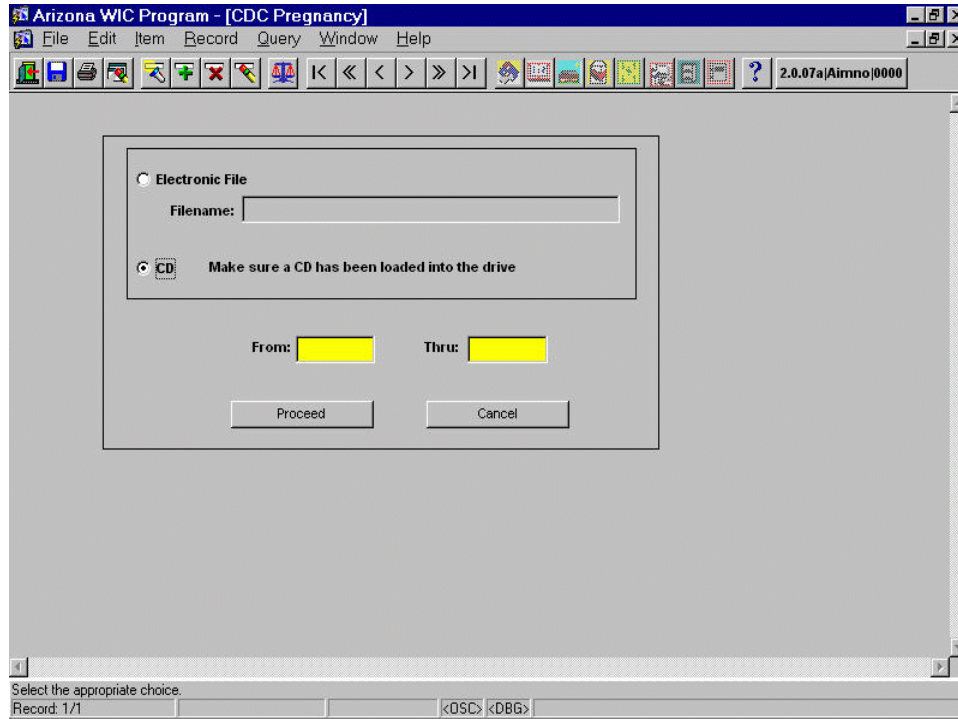 Arizona WIC Program - [CDC Pregnancy]
File Edit Item Record Query Window Help
2.0.07a|Aimno|0000
Electronic File
Filename:
CD Make sure a CD has been loaded into the drive
From: Thru:
Proceed Cancel
Select the appropriate choice.
Record: 1/1 <OSC> <DBG>